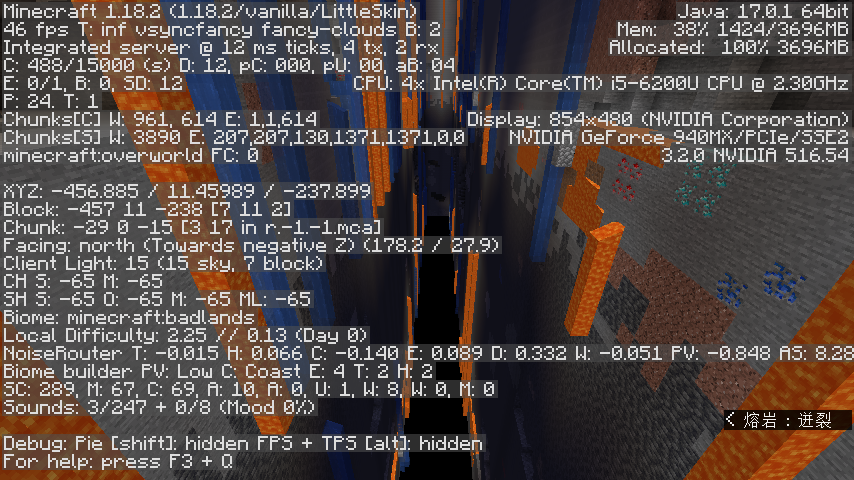 Minecraft 1.18.2 (1.18.2/vanilla/LittleSkin)
46 fps T: inf vsyncfancy fancy-clouds B: 2
Integrated server @ 12 ms ticks, 4 tx, 2 rx
C: 488/15000 (s) D: 12, pC: 000, pU: 00, aB: 04
E: 0/1, B: 0, SD: 12
P: 24. T: 1
Chunks[C] W: 961, 614 E: 1,1,614
Chunks[S] W: 3890 E: 207,207,130,1371,1371,0,0
minecraft:overworld FC: 0
XYZ: -456.885 / 11.45989 / -237.899
Block: -457 11 -238 [7 11 2]
Chunk: -29 0 -15 [3 17 in r.-1.-1.mca]
Facing: north (Towards negative Z) (178.2 / 27.9)
Client Light: 15 (15 sky, 7 block)
CH S: -65 M: -65
SH S: -65 O: -65 M: -65 ML: -65
Biome: minecraft:badlands
Local Difficulty: 2.25 // 0.13 (Day 0)
NoiseRouter T: -0.015 H: 0.066 C: -0.140 E: 0.089 D: 0.332 W: -0.051 PV: -0.848 AS: 8.28
Biome builder PV: Low C: Coast E: 4 T: 2 H: 2
SC: 289, M: 67, C: 69, A: 10, A: 0, U: 1, W: 8, W: 0, M: 0
Sounds: 3/247 + 0/8 (Mood 0%)
Debug: Pie [shift]: hidden FPS + TPS [alt]: hidden
For help: press F3 + Q
Java: 17.0.1 64bit
Mem: 38% 1424/3696MB
Allocated: 100% 3696MB
CPU: 4x Intel(R) Core(TM) i5-6200U CPU @ 2.30GHz
Display: 854x480 (NVIDIA Corporation)
NVIDIA GeForce 940MX/PCIe/SSE2
3.2.0 NVIDIA 516.54
< 熔岩：迸裂